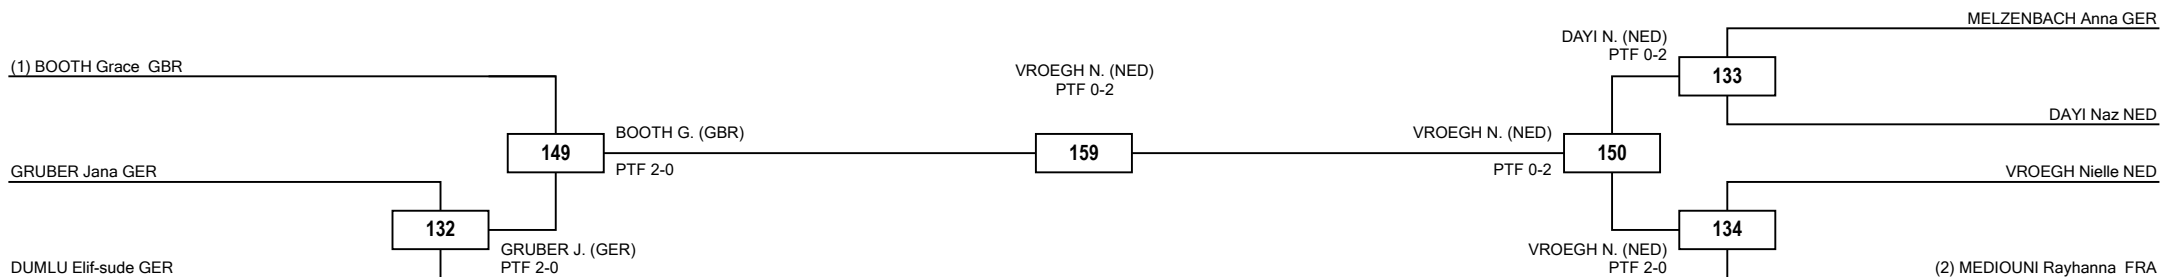 MELZENBACH Anna GER
DAYI N. (NED)
PTF 0-2
(1) BOOTH Grace  GBR
VROEGH N. (NED)
PTF 0-2
133
DAYI Naz NED
BOOTH G. (GBR)
VROEGH N. (NED)
149
159
150
PTF 2-0
PTF 0-2
GRUBER Jana GER
VROEGH Nielle NED
132
134
GRUBER J. (GER)
PTF 2-0
VROEGH N. (NED)
PTF 2-0
DUMLU Elif-sude GER
(2) MEDIOUNI Rayhanna  FRA